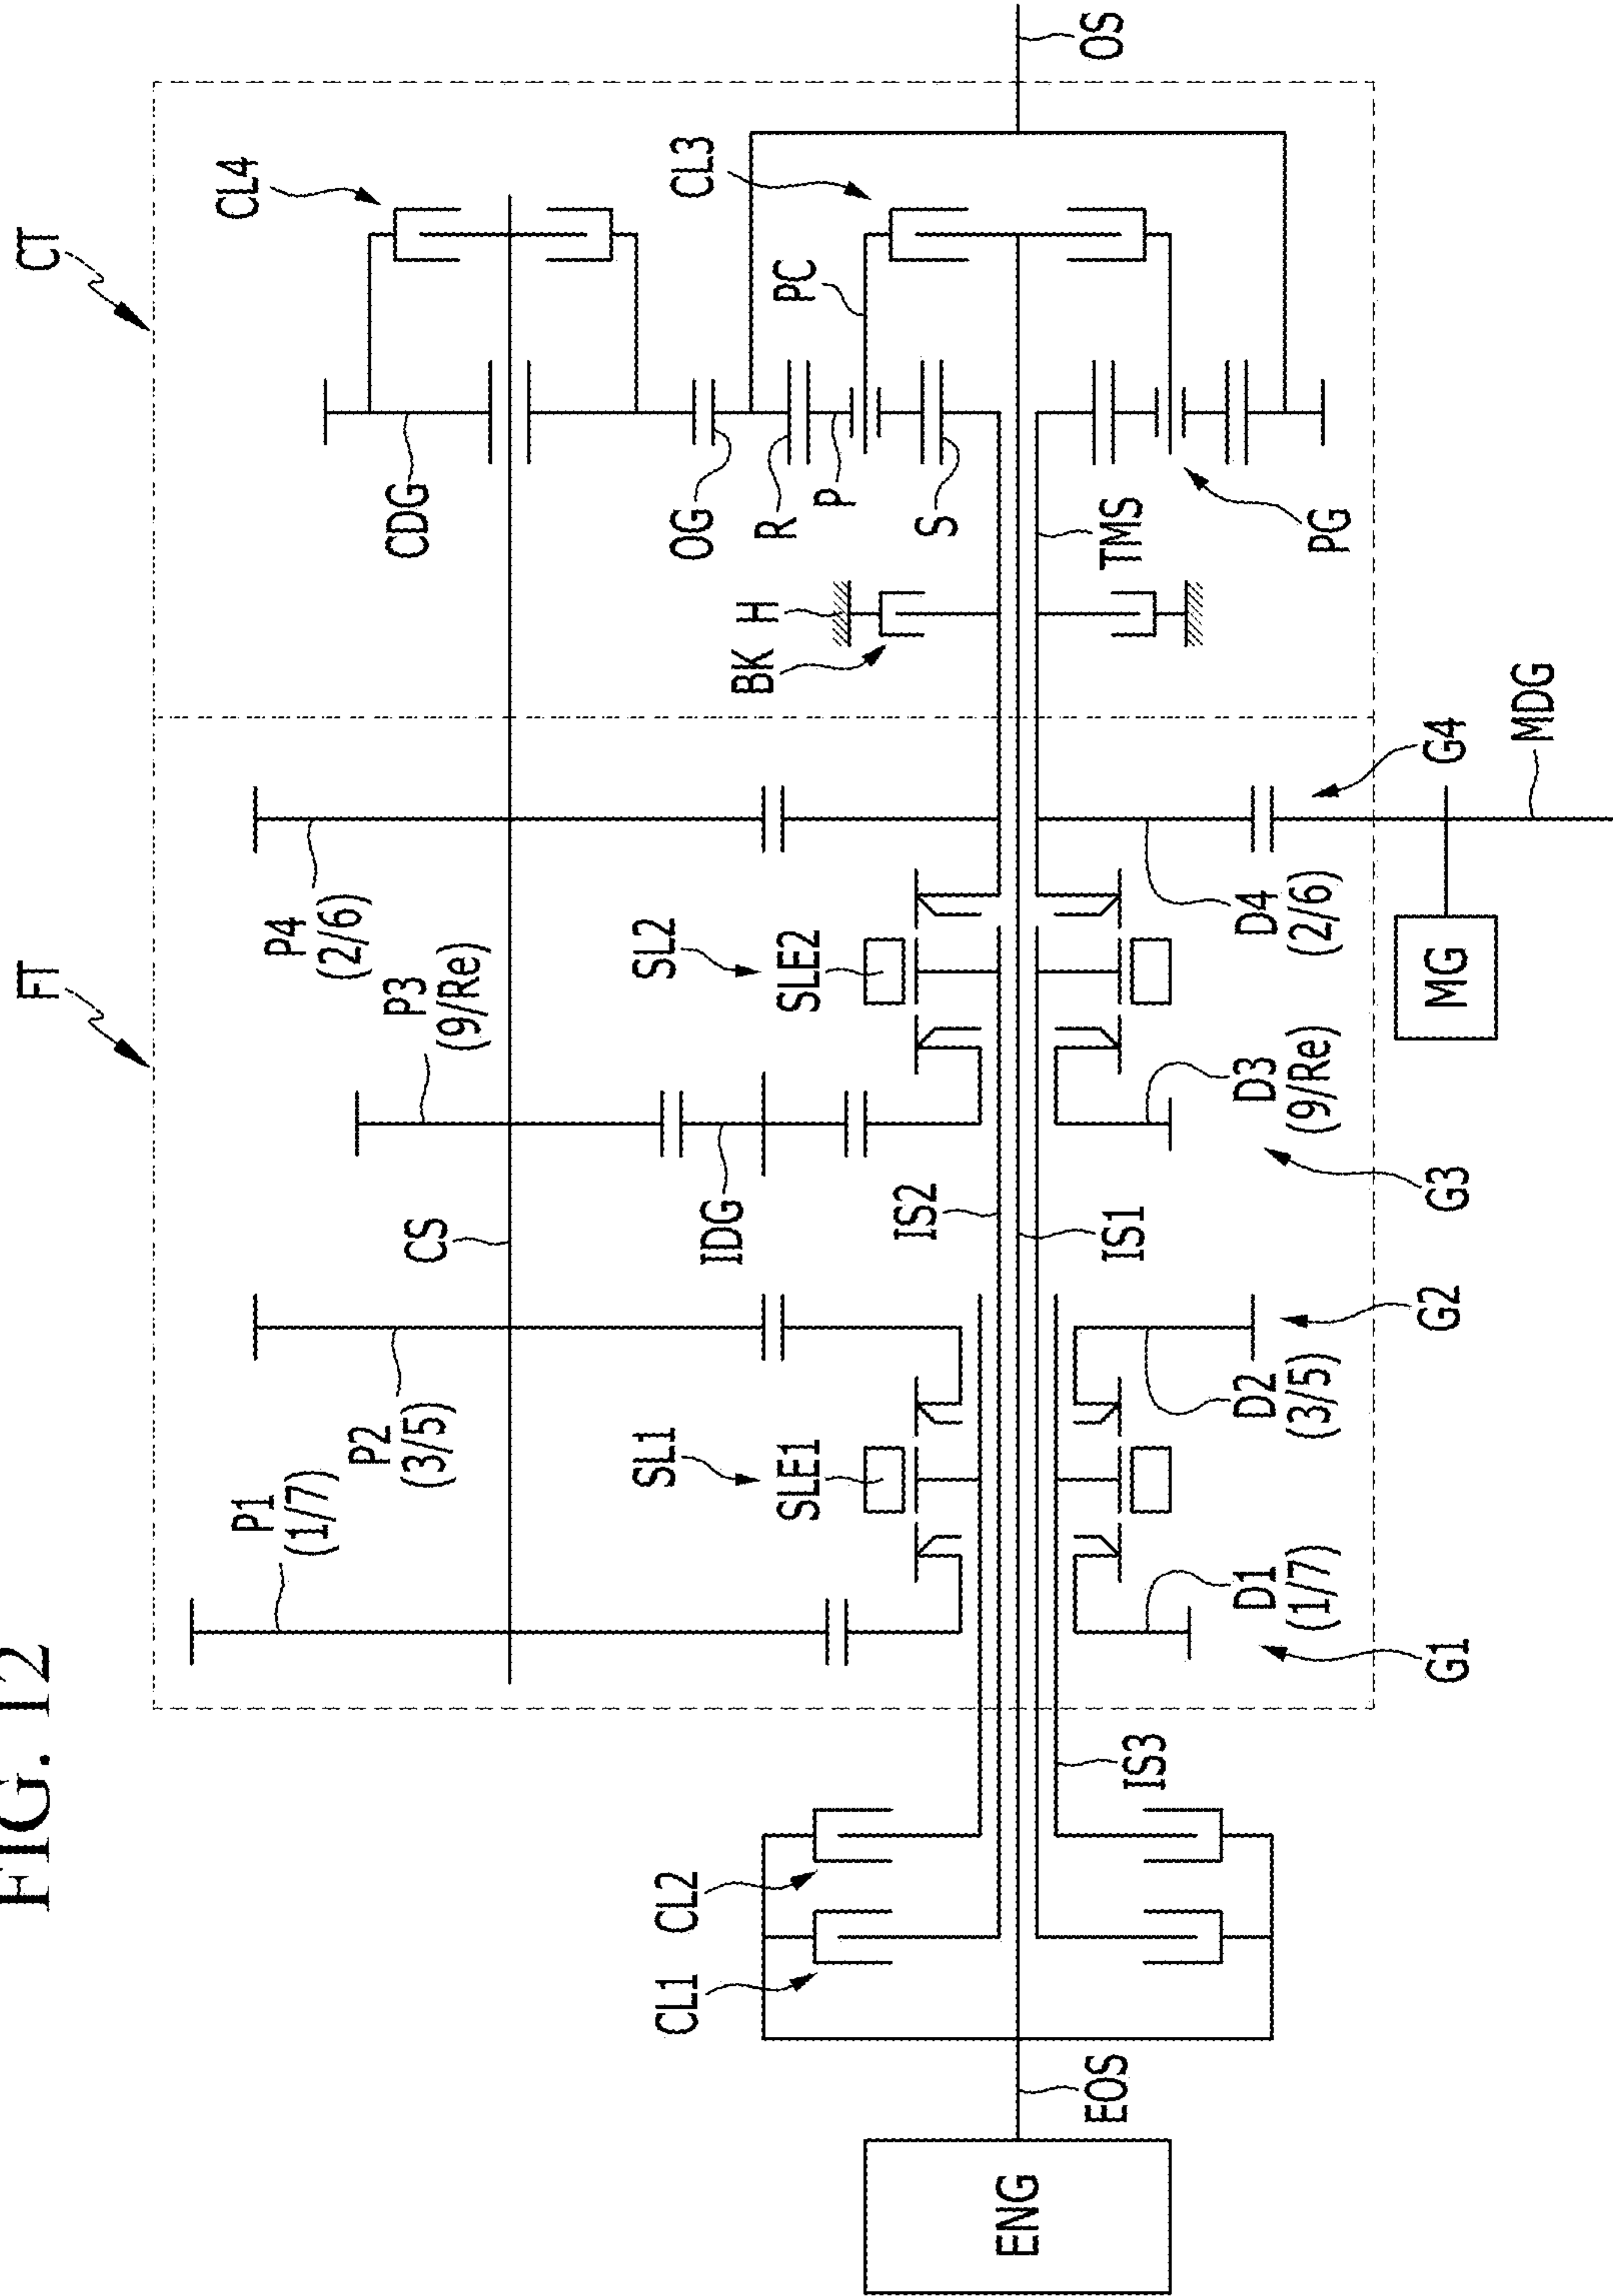 FIG. 12
FT
CT
P1
(1/7)
P2
(3/5)
P3
(9/Re)
P4
(2/6)
CL4
CS
CDG
CL1
CL2
SL1
SLE1
IDG
SL2
SLE2
BK
H
OG
R
P
S
PC
CL3
IS2
ENG
EOS
IS3
IS1
TMS
OS
D1
(1/7)
D2
(3/5)
D3
(9/Re)
D4
(2/6)
PG
G1
G2
G3
G4
MG
MDG